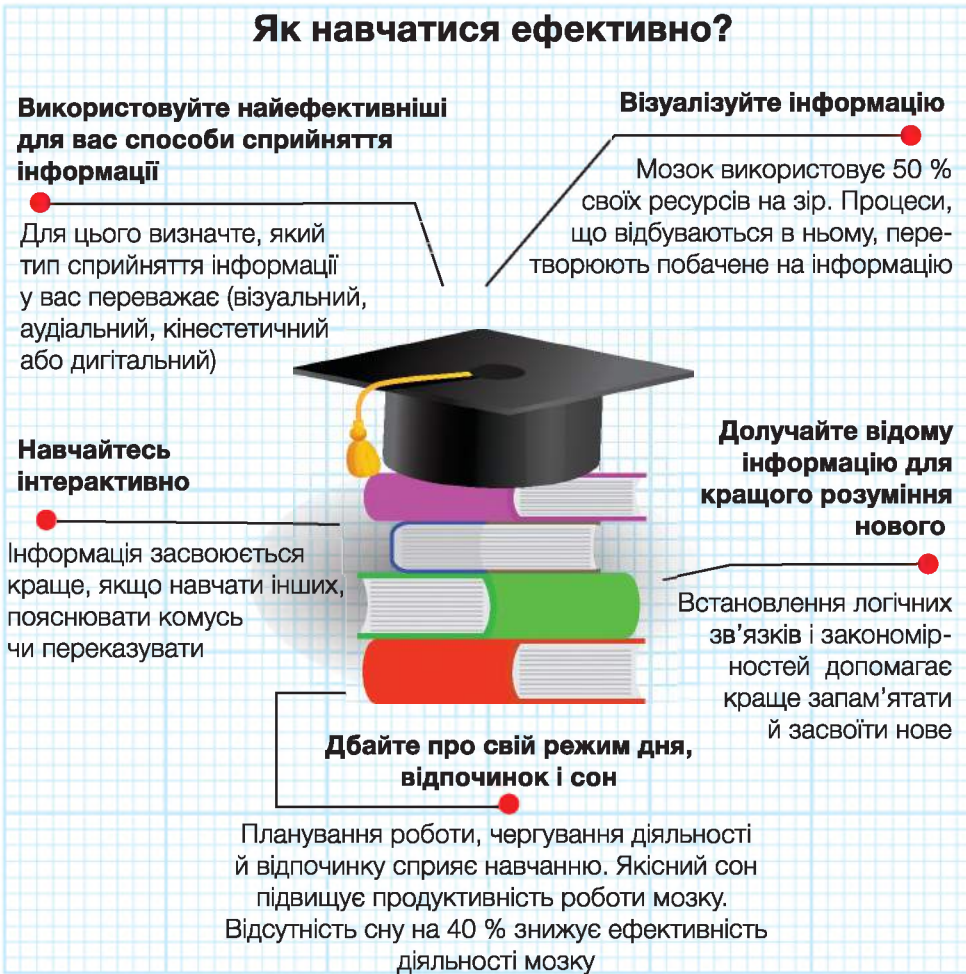 Як навчатися ефективно?
Використовуйте найефективніші
для вас способи сприйняття
інформації
Для цього визначте, який
тип сприйняття інформації
у вас переважає (візуальний,
аудіальний, кінестетичний
або дигітальний)
Візуалізуйте інформацію
Мозок використовує 50 %
своїх ресурсів на зір. Процеси,
що відбуваються в ньому, пере-
творюють побачене на інформацію
Навчайтесь
інтерактивно
Інформація засвоюється
краще, якщо навчати інших,
пояснювати комусь
чи переказувати
Долучайте відому
інформацію для
кращого розуміння
нового
Встановлення логічних
зв’язків і закономір-
ностей допомагає
краще запам’ятати
й засвоїти нове
Дбайте про свій режим дня,
відпочинок і сон
Планування роботи, чергування діяльності
й відпочинку сприяє навчанню. Якісний сон
підвищує продуктивність роботи мозку.
Відсутність сну на 40 % знижує ефективність
діяльності мозку